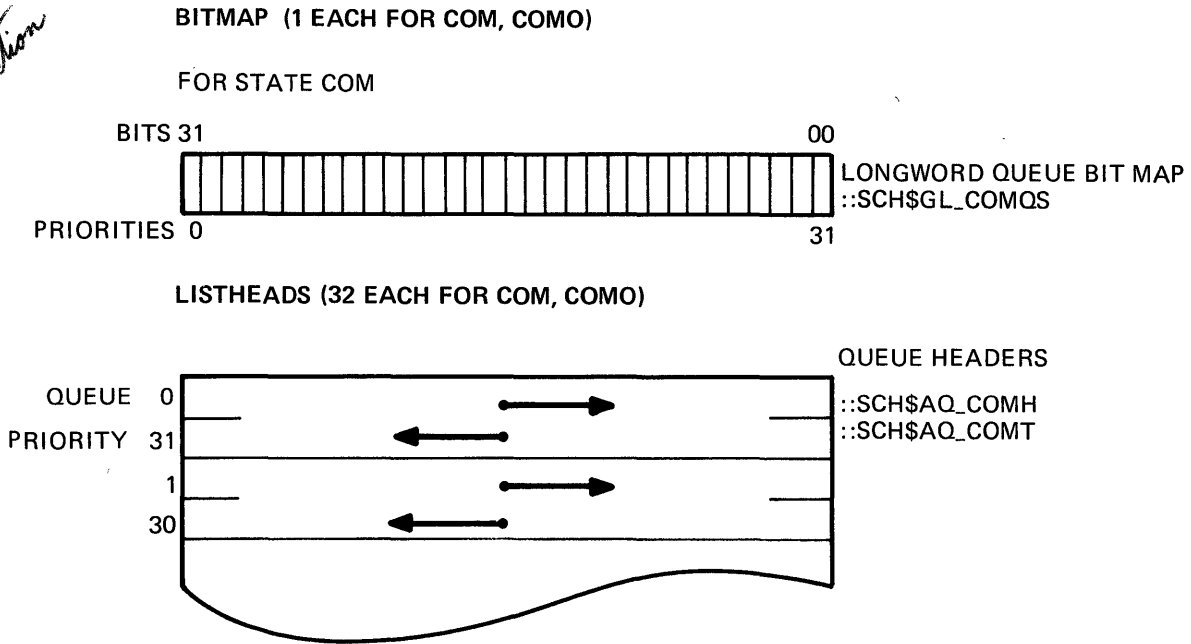 BITMAP (1 EACH FOR COM, COMO)
FOR STATE COM
BITS 31 00
LONGWORD QUEUE BIT MAP
::SCH$GL_COMQS
PRIORITIES 0 31
LISTHEADS (32 EACH FOR COM, COMO)
QUEUE HEADERS
QUEUE 0 ::SCH$AQ_COMH
PRIORITY 31 ::SCH$AQ_COMT
1
30